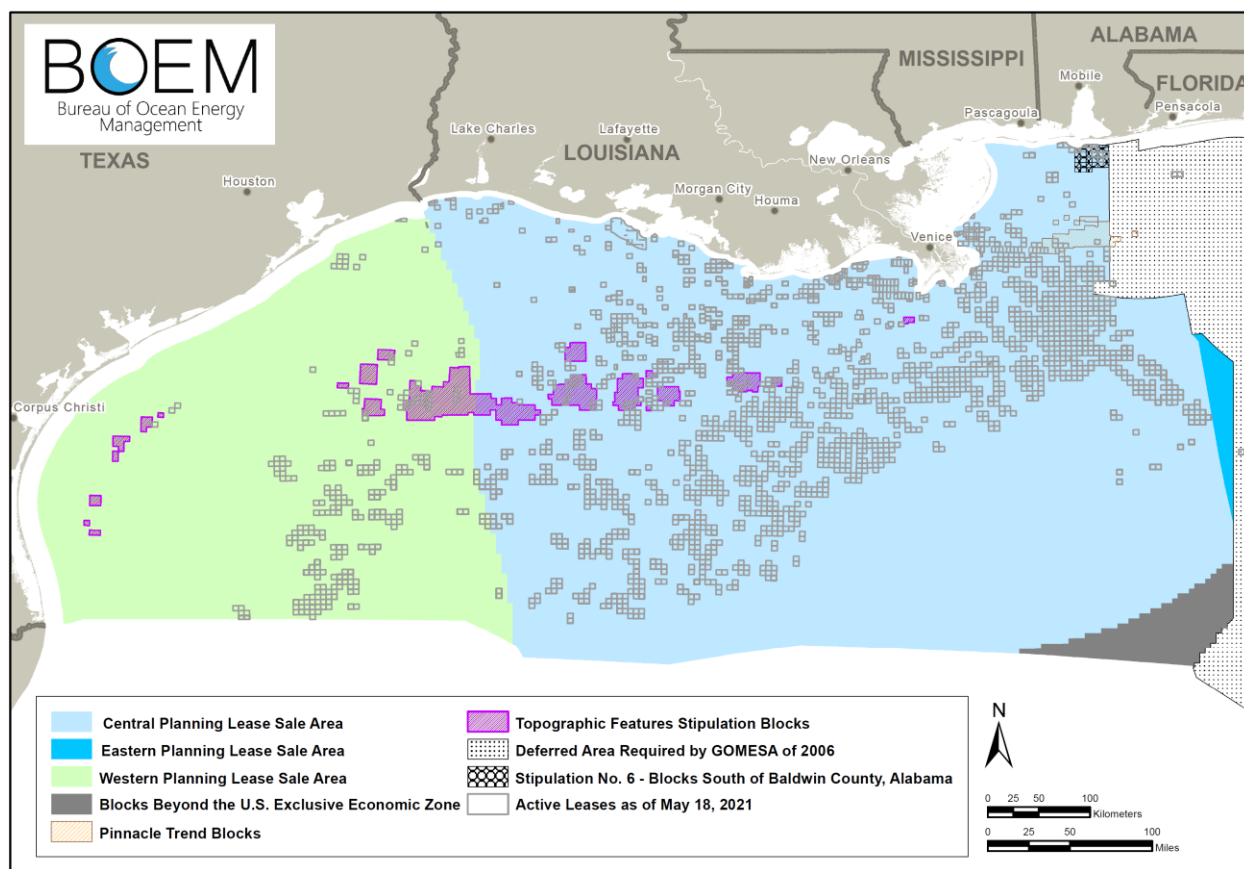 BOEM
Bureau of Ocean Energy
Management
ALABAMA
MISSISSIPPI
Mobile
FLORIDA
Pensacola
Pascagoula
Lake Charles
Lafayette
TEXAS
LOUISIANA
New Orleans
Houston
Morgan City
Houma
Venice
Corpus Christi
Central Planning Lease Sale Area
Eastern Planning Lease Sale Area
Western Planning Lease Sale Area
Blocks Beyond the U.S. Exclusive Economic Zone
Pinnacle Trend Blocks
Topographic Features Stipulation Blocks
Deferred Area Required by GOMESA of 2006
Stipulation No. 6 - Blocks South of Baldwin County, Alabama
Active Leases as of May 18, 2021
N
0 25 50 100
Kilometers
0 25 50 100
Miles